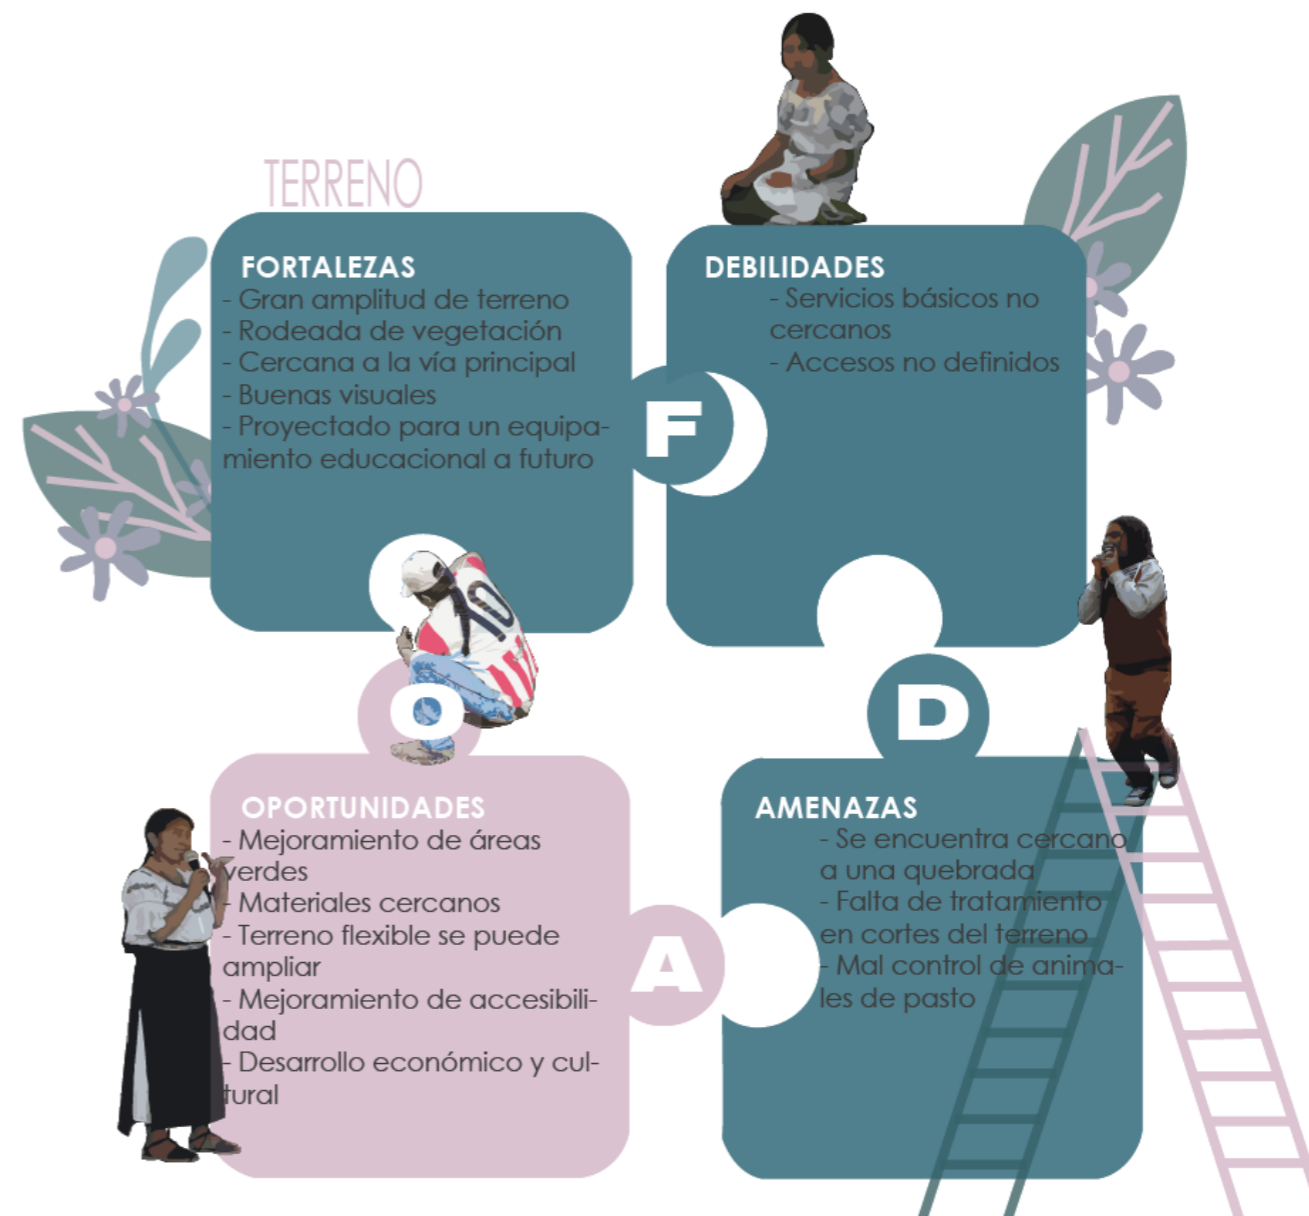 TERRENO
FORTALEZAS
- Gran amplitud de terreno
- Rodeada de vegetación
- Cercana a la vía principal
- Buenas visuales
- Proyectado para un equipa-
miento educacional a futuro
F
DEBILIDADES
- Servicios básicos no
cercanos
- Accesos no definidos
10
O
D
OPORTUNIDADES
- Mejoramiento de áreas
verdes
- Materiales cercanos
- Terreno flexible se puede
ampliar
- Mejoramiento de accesibili-
dad
- Desarrollo económico y cul-
tural
A
AMENAZAS
- Se encuentra cercano
a una quebrada
- Falta de tratamiento
en cortes del terreno
- Mal control de anima-
les de pasto